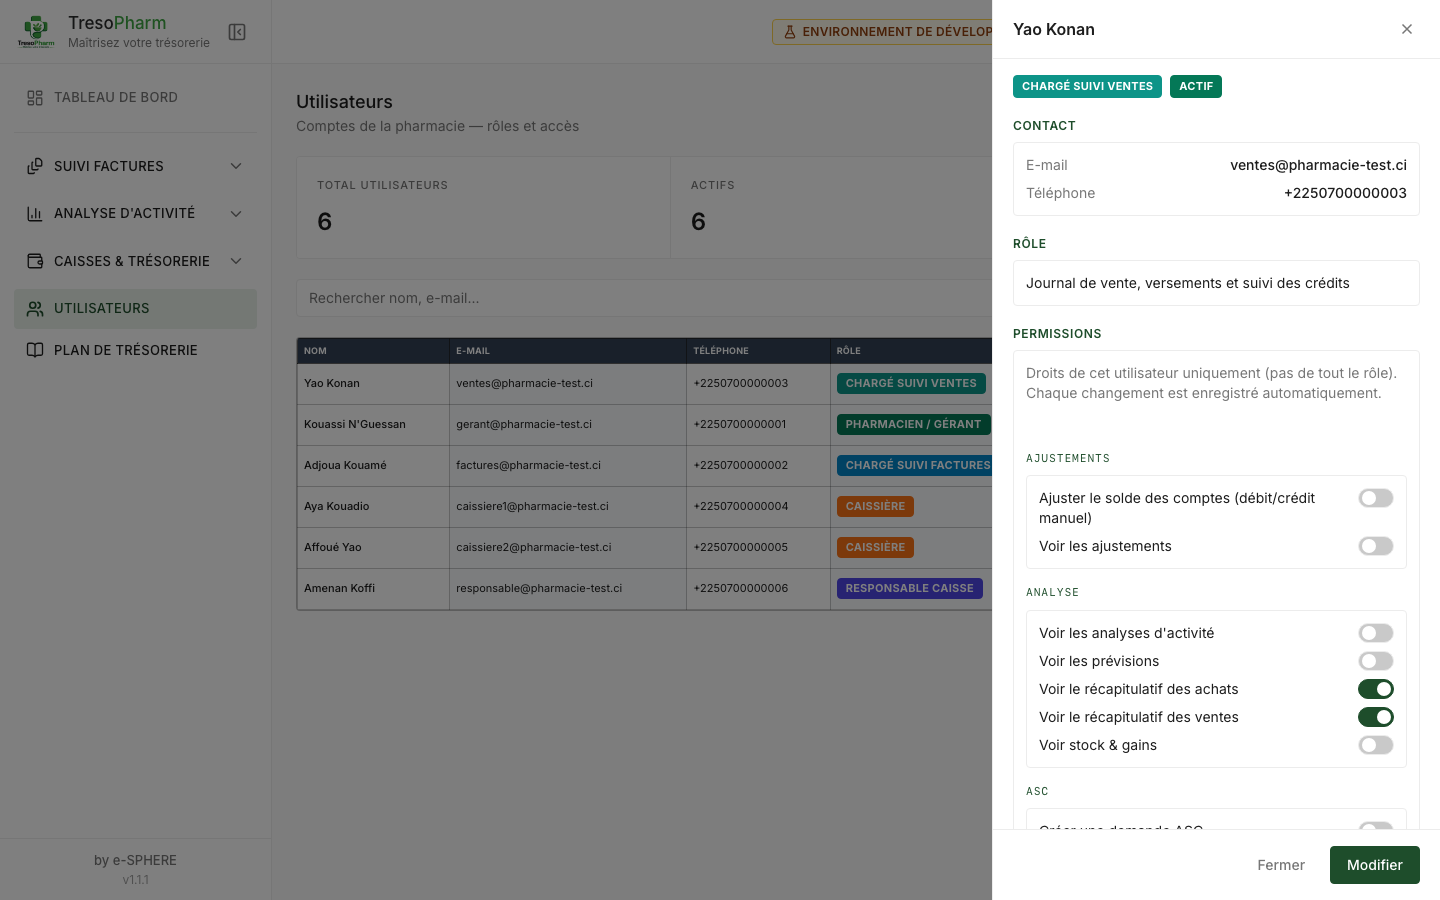 TresoPharm
Maîtrisez votre trésorerie
TresoPharm
TABLEAU DE BORD
SUIVI FACTURES
ANALYSE D'ACTIVITÉ
CAISSES & TRÉSORERIE
UTILISATEURS
PLAN DE TRÉSORERIE
by e-SPHERE
v1.1.1
ENVIRONNEMENT DE DÉVELOP
Utilisateurs
Comptes de la pharmacie — rôles et accès
TOTAL UTILISATEURS
6
ACTIFS
6
Rechercher nom, e-mail...
NOM E-MAIL TÉLÉPHONE RÔLE
Yao Konan ventes@pharmacie-test.ci +2250700000003 CHARGÉ SUIVI VENTES
Kouassi N'Guessan gerant@pharmacie-test.ci +2250700000001 PHARMACIEN / GÉRANT
Adjoua Kouamé factures@pharmacie-test.ci +2250700000002 CHARGÉ SUIVI FACTURES
Aya Kouadio caissiere1@pharmacie-test.ci +2250700000004 CAISSIÈRE
Affoué Yao caissiere2@pharmacie-test.ci +2250700000005 CAISSIÈRE
Amenan Koffi responsable@pharmacie-test.ci +2250700000006 RESPONSABLE CAISSE
Yao Konan
CHARGÉ SUIVI VENTES ACTIF
CONTACT
E-mail ventes@pharmacie-test.ci
Téléphone +2250700000003
RÔLE
Journal de vente, versements et suivi des crédits
PERMISSIONS
Droits de cet utilisateur uniquement (pas de tout le rôle).
Chaque changement est enregistré automatiquement.
AJUSTEMENTS
Ajuster le solde des comptes (débit/crédit
manuel)
Voir les ajustements
ANALYSE
Voir les analyses d'activité
Voir les prévisions
Voir le récapitulatif des achats
Voir le récapitulatif des ventes
Voir stock & gains
ASC
Créer une demande ASC
Fermer Modifier